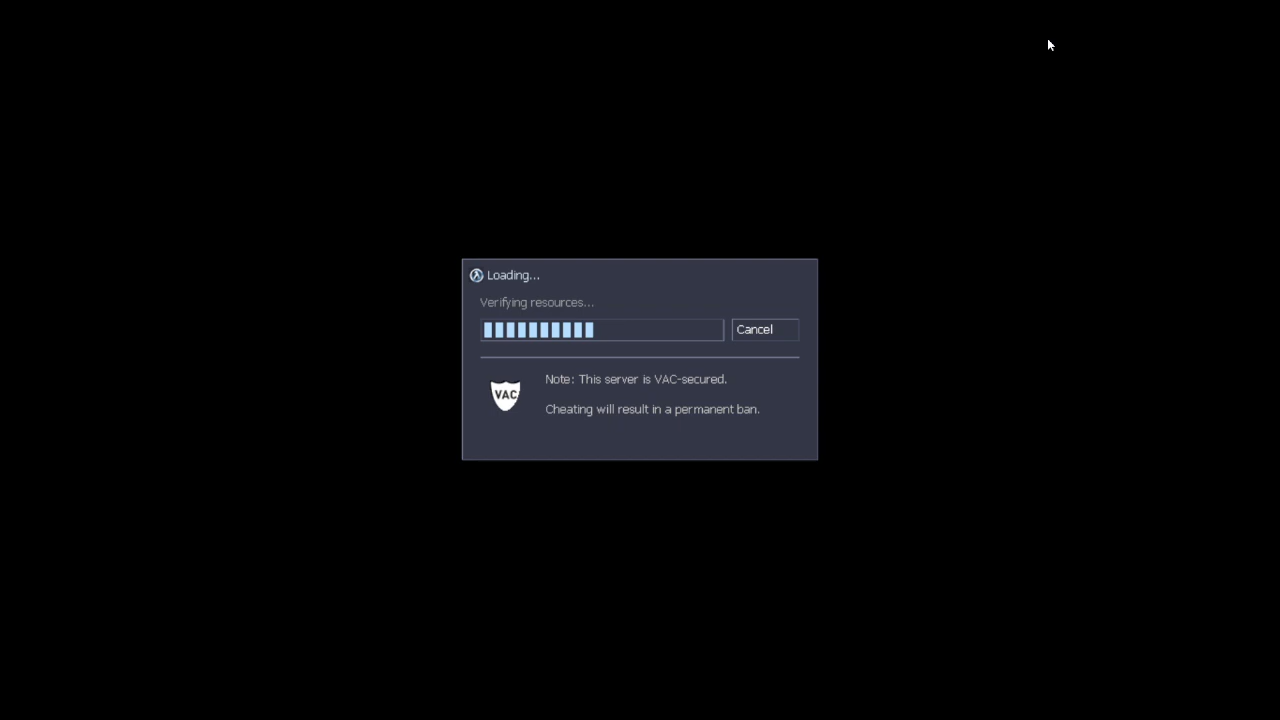 Loading...
Verifying resources...
Cancel
VAC
Note: This server is VAC-secured.
Cheating will result in a permanent ban.